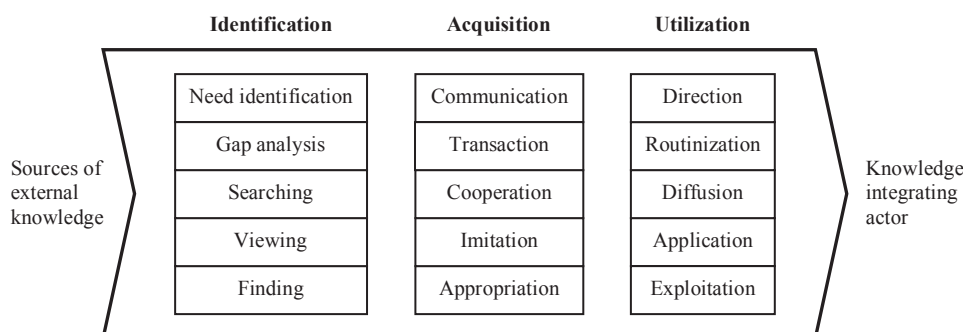 Identification
Acquisition
Utilization
Sources of
external
knowledge
Need identification
Gap analysis
Searching
Viewing
Finding
Communication
Transaction
Cooperation
Imitation
Appropriation
Direction
Routinization
Diffusion
Application
Exploitation
Knowledge
integrating
actor